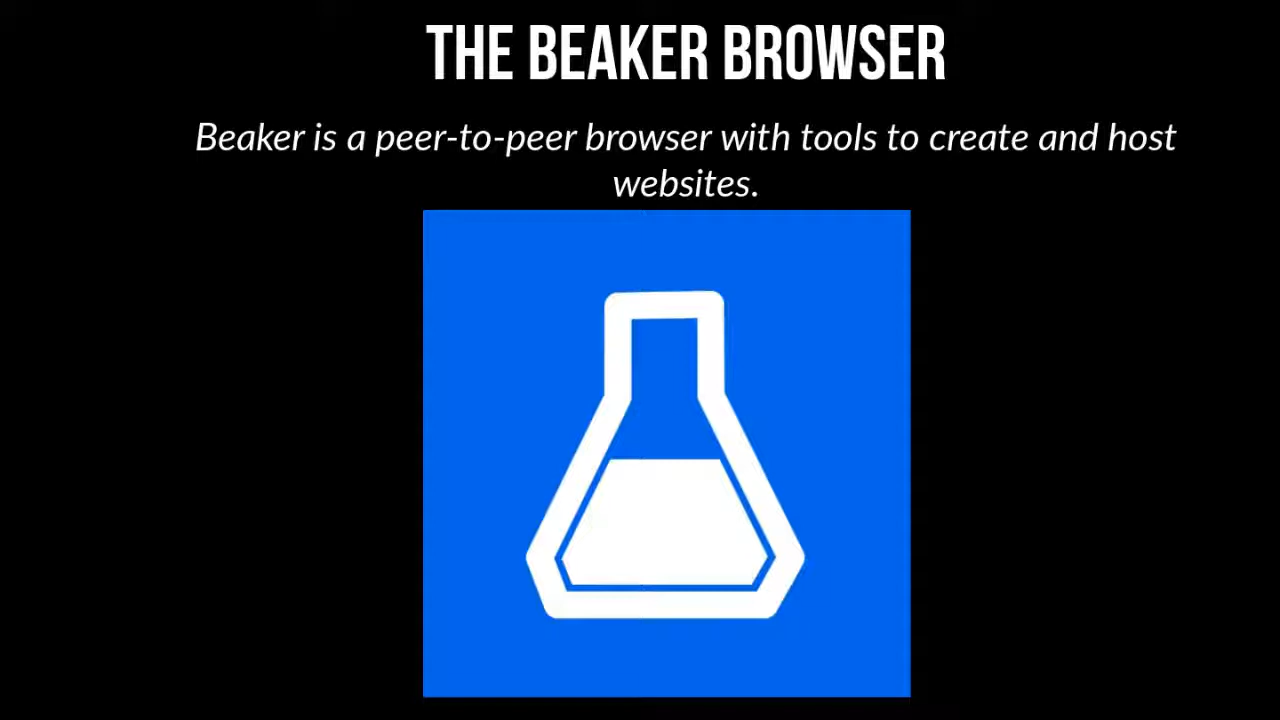 THE BEAKER BROWSER
Beaker is a peer-to-peer browser with tools to create and host
websites.